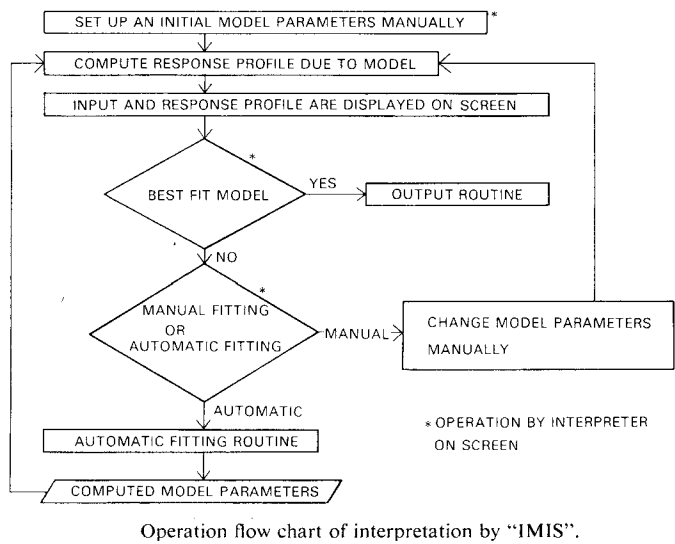 SET UP AN INITIAL MODEL PARAMETERS MANUALLY *
COMPUTE RESPONSE PROFILE DUE TO MODEL
INPUT AND RESPONSE PROFILE ARE DISPLAYED ON SCREEN
*
BEST FIT MODEL
YES
OUTPUT ROUTINE
NO
*
MANUAL FITTING
OR
AUTOMATIC FITTING
MANUAL
CHANGE MODEL PARAMETERS
MANUALLY
AUTOMATIC
AUTOMATIC FITTING ROUTINE
COMPUTED MODEL PARAMETERS
* OPERATION BY INTERPRETER
ON SCREEN
Operation flow chart of interpretation by “IMIS”.